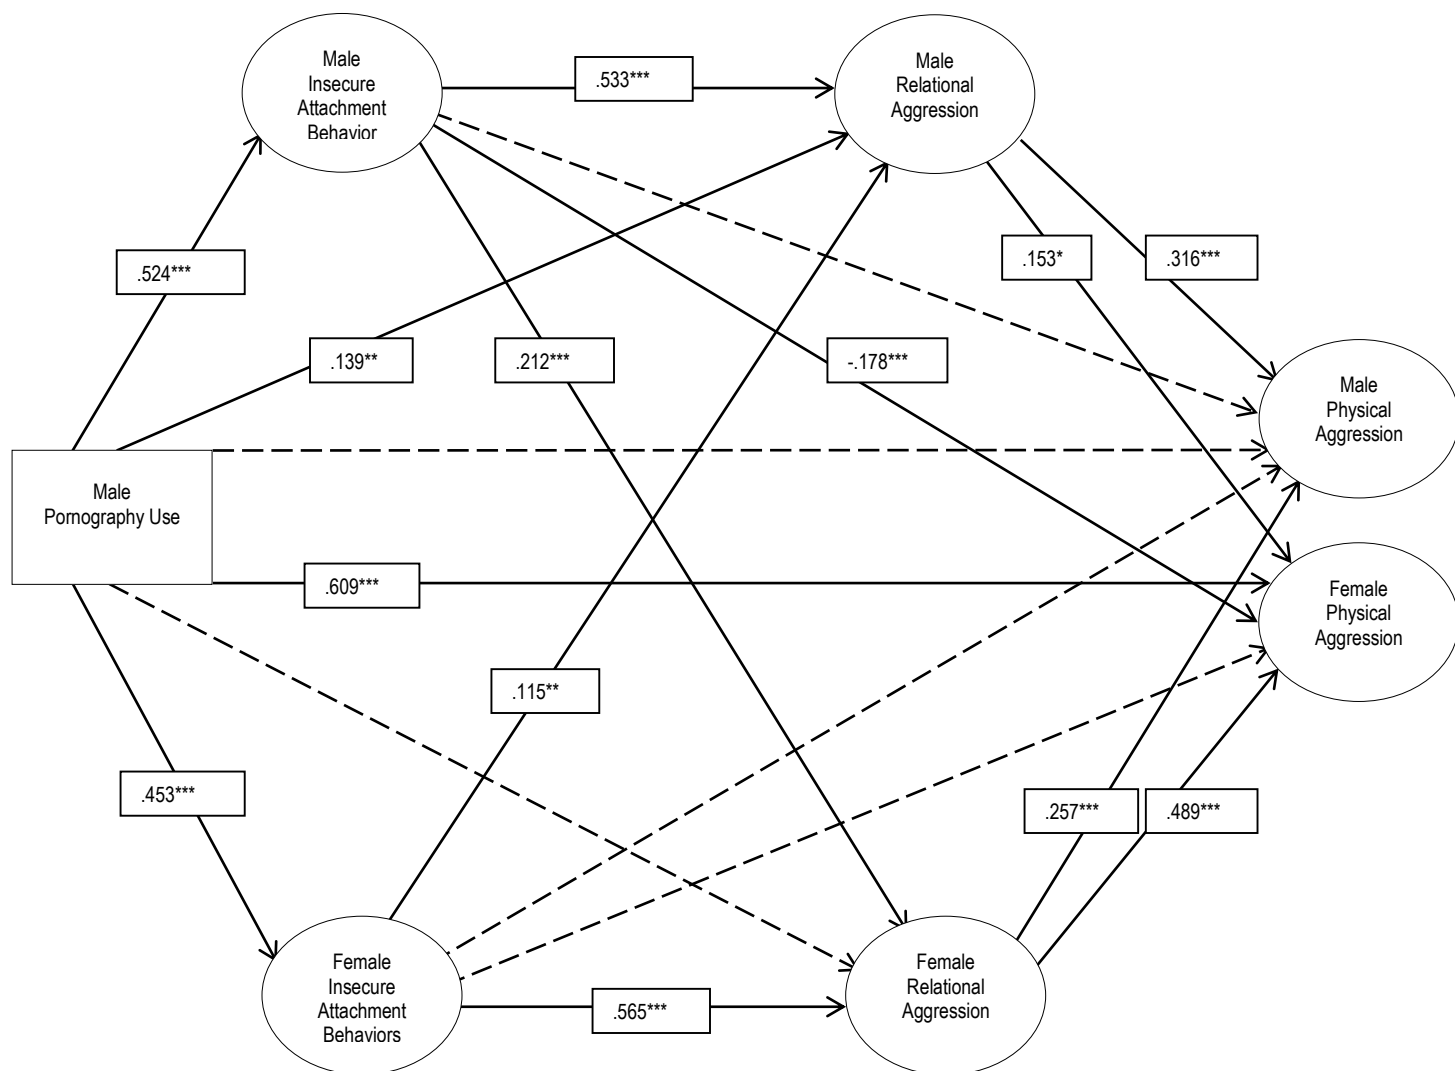 Male
Insecure
Attachment
Behavior
Male
Relational
Aggression
.533***
.524***
.153*
.316***
.139**
.212***
-.178***
Male
Physical
Aggression
Male
Pornography Use
.609***
Female
Physical
Aggression
.115**
.453***
.257***
.489***
Female
Insecure
Attachment
Behaviors
Female
Relational
Aggression
.565***